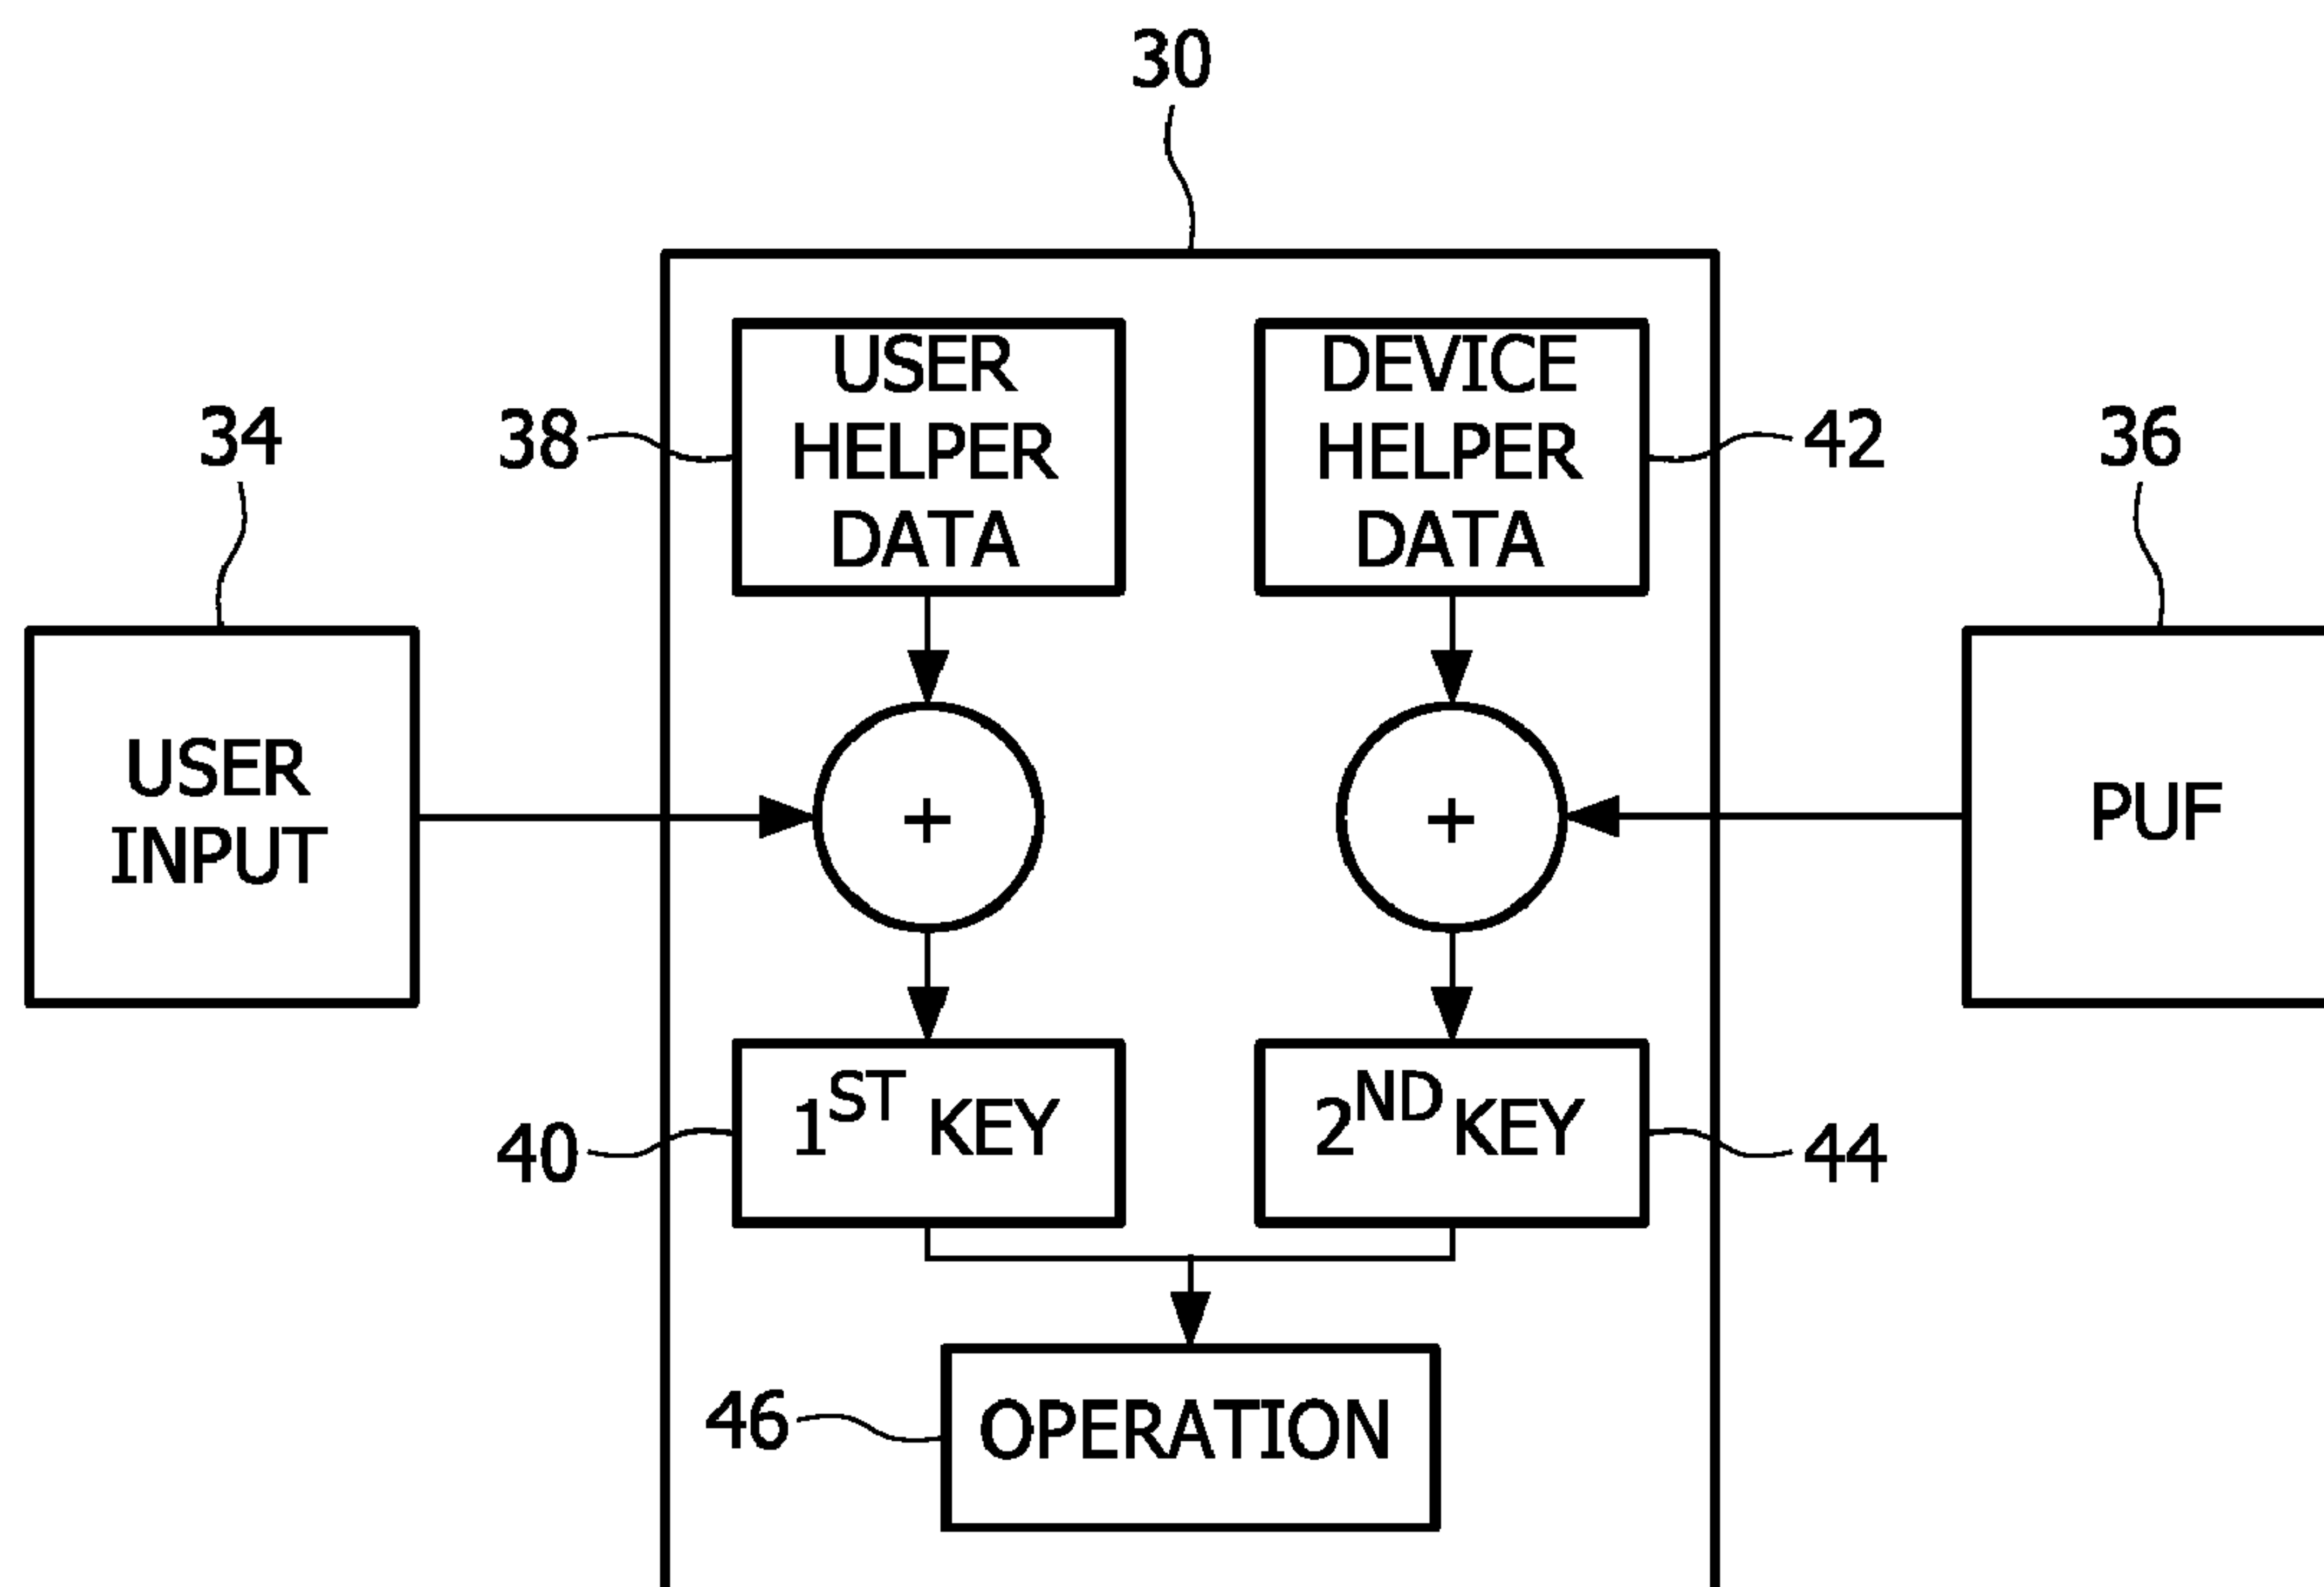 30
USER
HELPER
DATA
DEVICE
HELPER
DATA
34
38
42
36
USER
INPUT
+
+
PUF
1ST KEY
2ND KEY
40
44
46
OPERATION